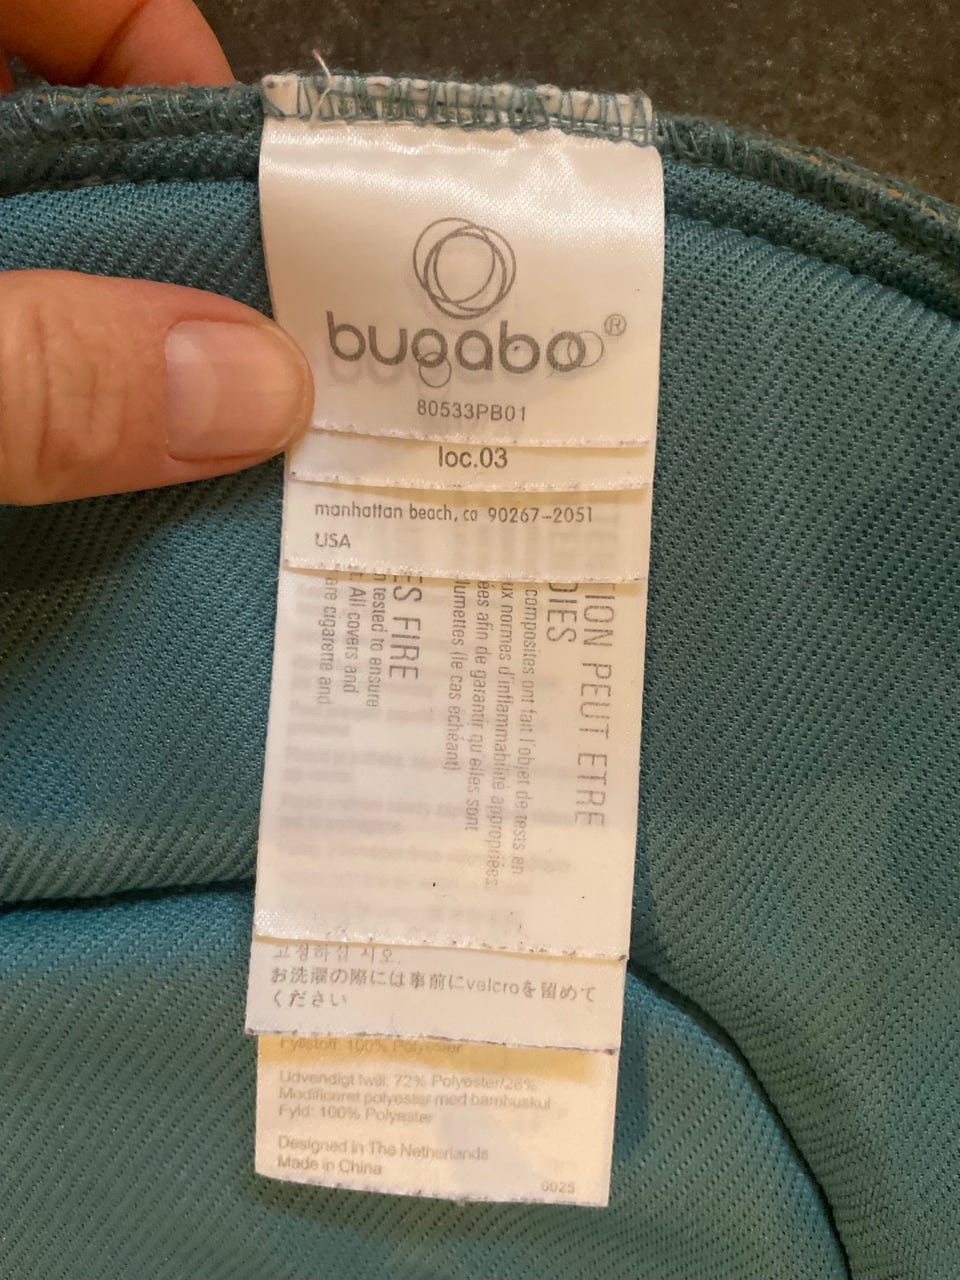 bugaboo®
80533PB01
loc.03
manhattan beach, ca 90267-2051
USA
ION PEUT ETRE
DIES
composites ont fait l'objet de tests en
ux normes d'inflammabilité appropriées
ées afin de garantir qu'elles sont
lumettes (le cas échéant)
ES FIRE
n tested to ensure
t. All covers and
are cigarette and
고정하십 시오.
お洗濯の際には事前にvelcroを留めて
ください
Fyllstoff: 100% Polyester
Udvendigt twill: 72% Polyester/28%
Modificeret polyester med bambuskul
Fyld: 100% Polyester
Designed in The Netherlands
Made in China